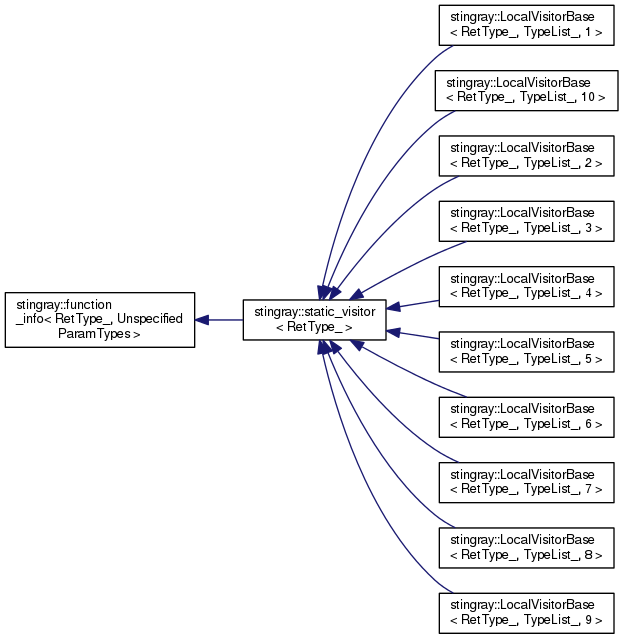 stingray::LocalVisitorBase
< RetType_, TypeList_, 1 >
stingray::LocalVisitorBase
< RetType_, TypeList_, 10 >
stingray::LocalVisitorBase
< RetType_, TypeList_, 2 >
stingray::LocalVisitorBase
< RetType_, TypeList_, 3 >
stingray::LocalVisitorBase
< RetType_, TypeList_, 4 >
stingray::function
_info< RetType_, Unspecified
ParamTypes >
stingray::static_visitor
< RetType_ >
stingray::LocalVisitorBase
< RetType_, TypeList_, 5 >
stingray::LocalVisitorBase
< RetType_, TypeList_, 6 >
stingray::LocalVisitorBase
< RetType_, TypeList_, 7 >
stingray::LocalVisitorBase
< RetType_, TypeList_, 8 >
stingray::LocalVisitorBase
< RetType_, TypeList_, 9 >